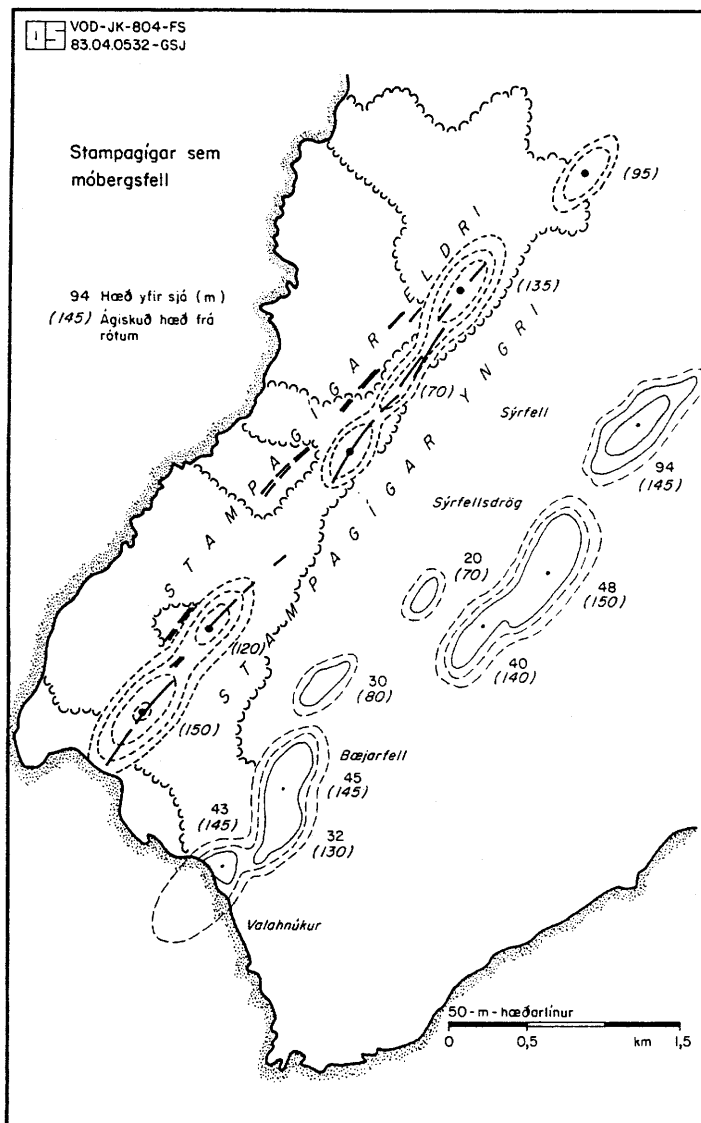 OS
VOD-JK-804-FS
83.04.0532-GSJ
Stampagígar sem
móbergsfell
94 Hæð yfir sjó (m)
(145) Ágiskuð hæð frá
rótum
(95)
(135)
STAMPAGÍGAR ELDRI
(70)
STAMPAGÍGAR YNGRI
Sýrfell
94
(145)
Sýrfellsdrög
20
(70)
48
(150)
40
(140)
(120)
30
(80)
(150)
Bæjarfell
45
(145)
43
(145)
32
(130)
Valahnúkur
50-m-hæðarlínur
0 0,5 km 1,5